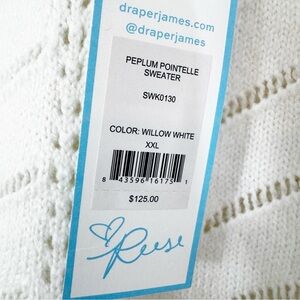 draperjames.com
@draperjames
PEPLUM POINTELLE
SWEATER
SWK0130
COLOR: WILLOW WHITE
XXL
8 43596 16175 1
$125.00
Reese